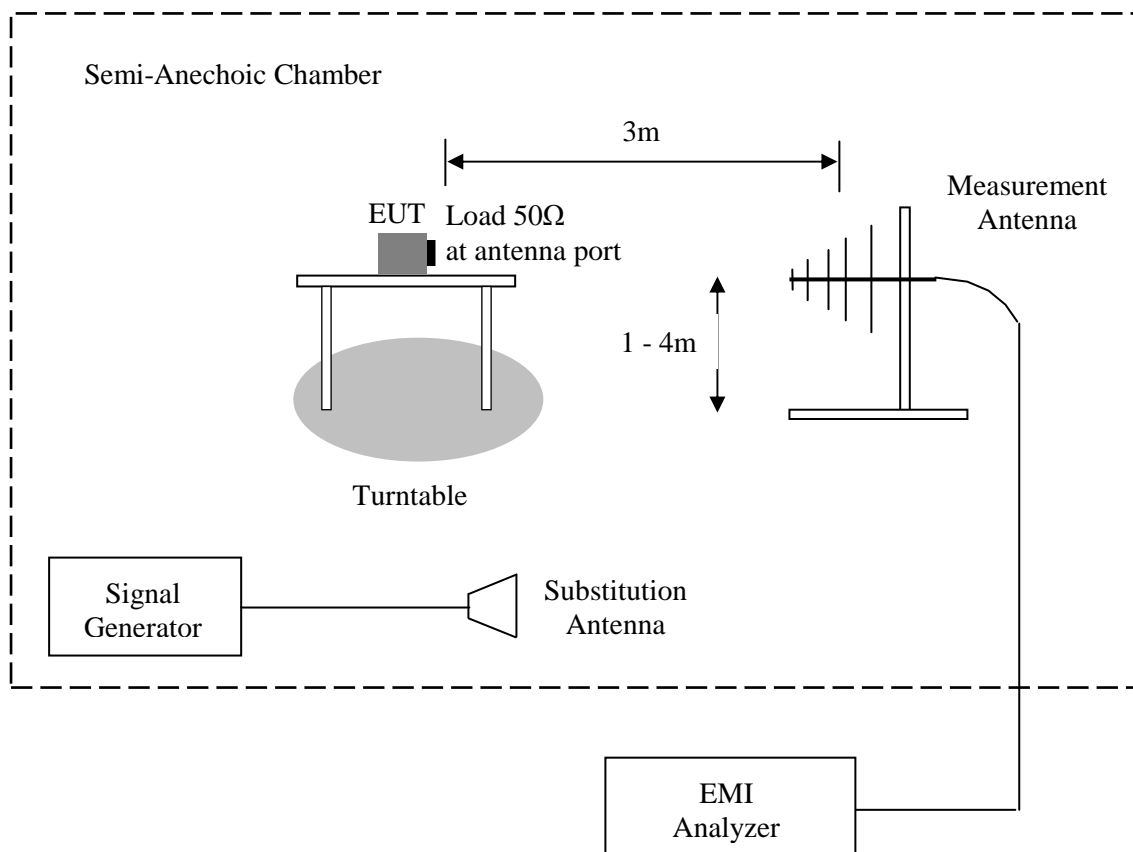 Semi-Anechoic Chamber
3m
Measurement
Antenna
EUT
Load 50Ω
at antenna port
1 - 4m
Turntable
Signal
Generator
Substitution
Antenna
EMI
Analyzer